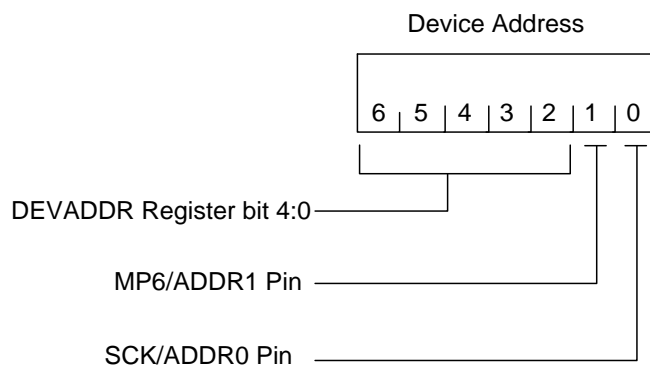 Device Address
6 5 4 3 2 1 0
DEVADDR Register bit 4:0
MP6/ADDR1 Pin
SCK/ADDR0 Pin